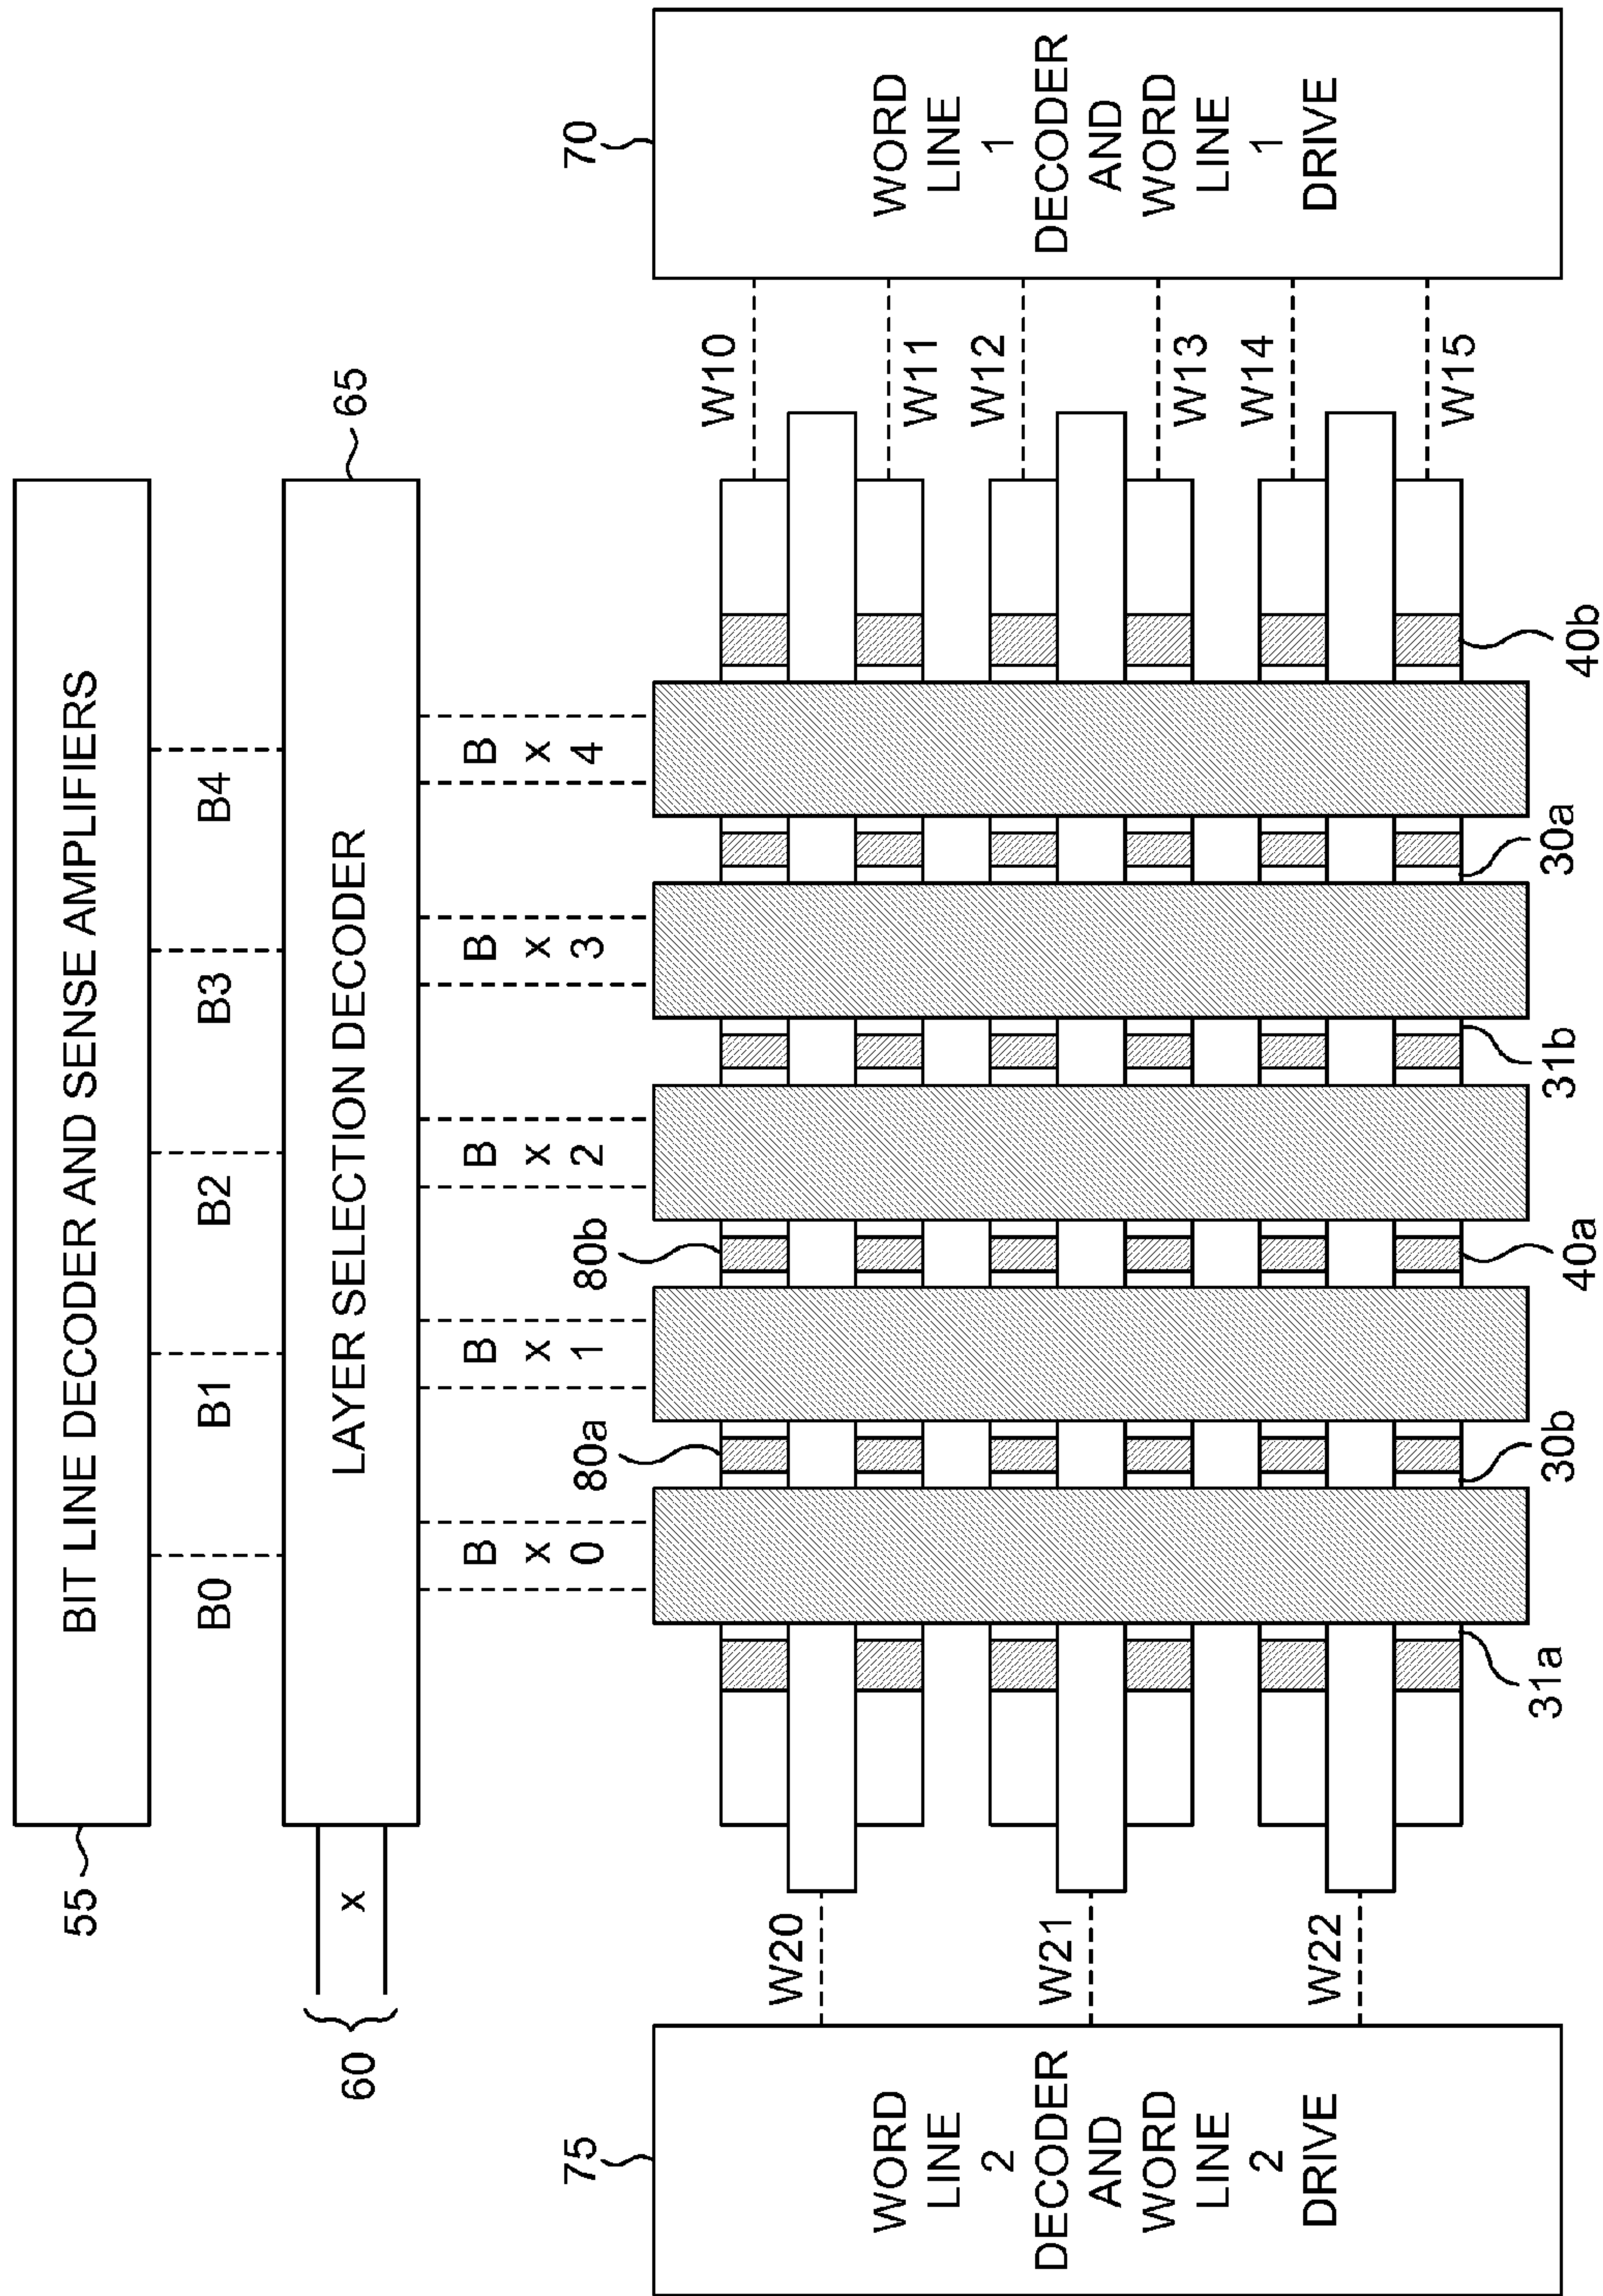 BIT LINE DECODER AND SENSE AMPLIFIERS
55
B0
B1
B2
B3
B4
60
x
LAYER SELECTION DECODER
65
B
x
0
B
x
1
B
x
2
B
x
3
B
x
4
80a
80b
75
WORD
LINE
2
DECODER
AND
WORD
LINE
2
DRIVE
W20
W21
W22
70
WORD
LINE
1
DECODER
AND
WORD
LINE
1
DRIVE
W10
W11
W12
W13
W14
W15
31a
30b
40a
31b
30a
40b